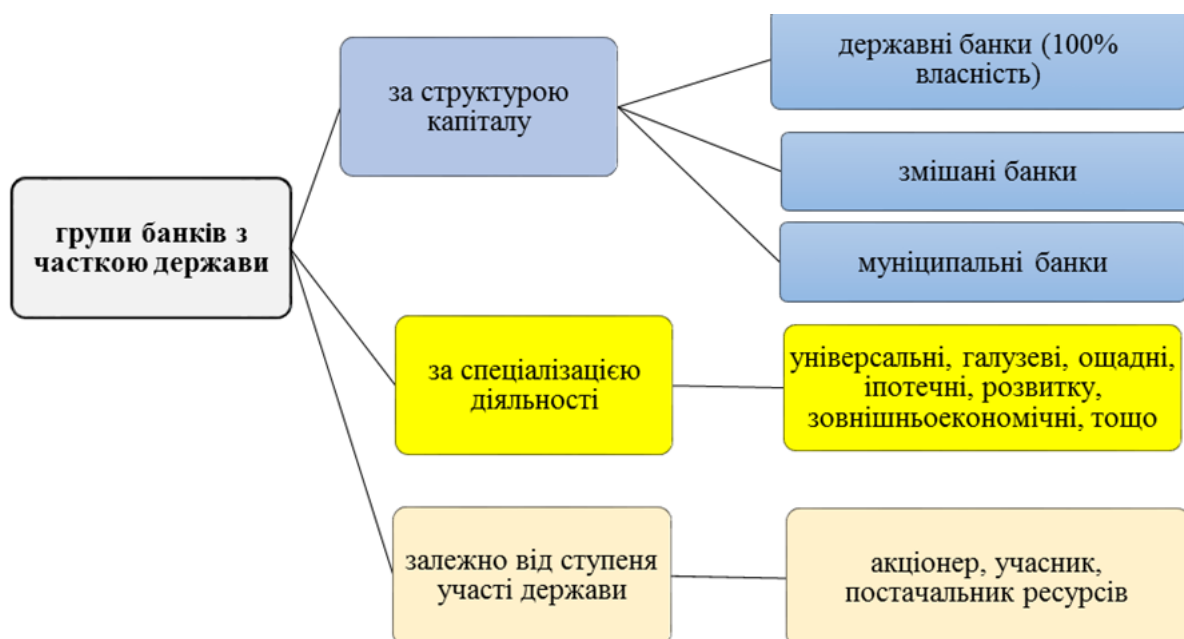 групи банків з
часткою держави
за структурою
капіталу
державні банки (100%
власність)
змішані банки
муніципальні банки
за спеціалізацією
діяльності
універсальні, галузеві, ощадні,
іпотечні, розвитку,
зовнішньоекономічні, тощо
залежно від ступеня
участі держави
акціонер, учасник,
постачальник ресурсів